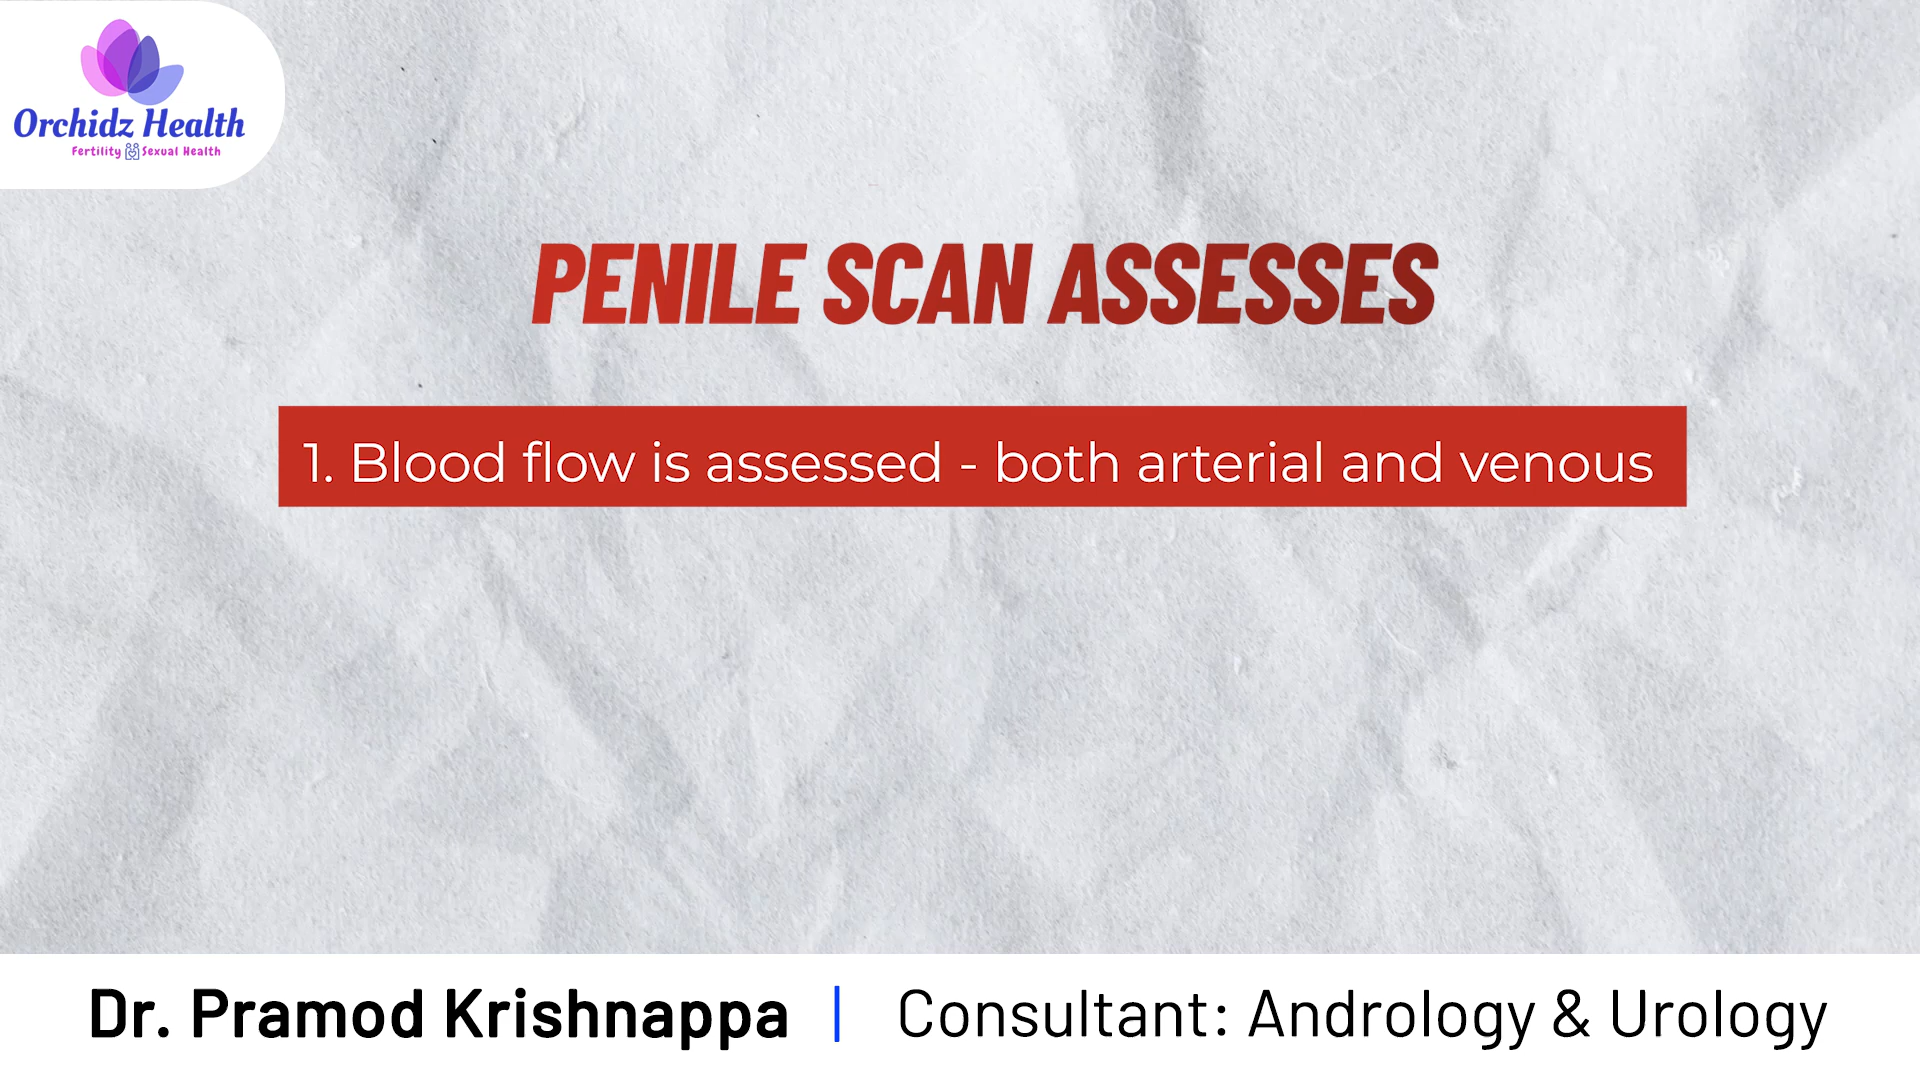 Orchidz Health
Fertility Sexual Health
PENILE SCAN ASSESSES
1. Blood flow is assessed - both arterial and venous
Dr. Pramod Krishnappa | Consultant: Andrology & Urology